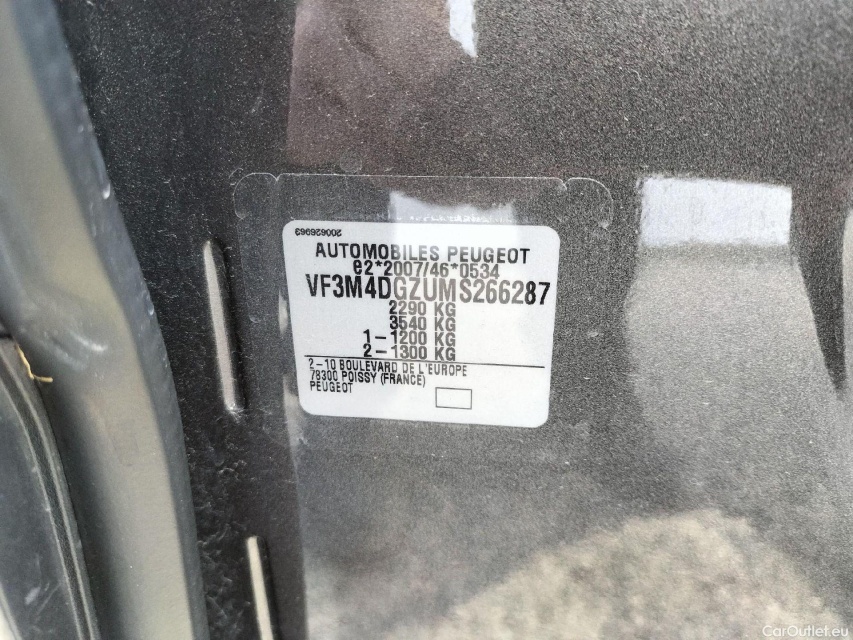 200626963
AUTOMOBILES PEUGEOT
e2*2007/46*0534
VF3M4DGZUMS266287
2290 KG
3540 KG
1-1200 KG
2-1300 KG
2-10 BOULEVARD DE L'EUROPE
78300 POISSY (FRANCE)
PEUGEOT
CarOutlet.eu